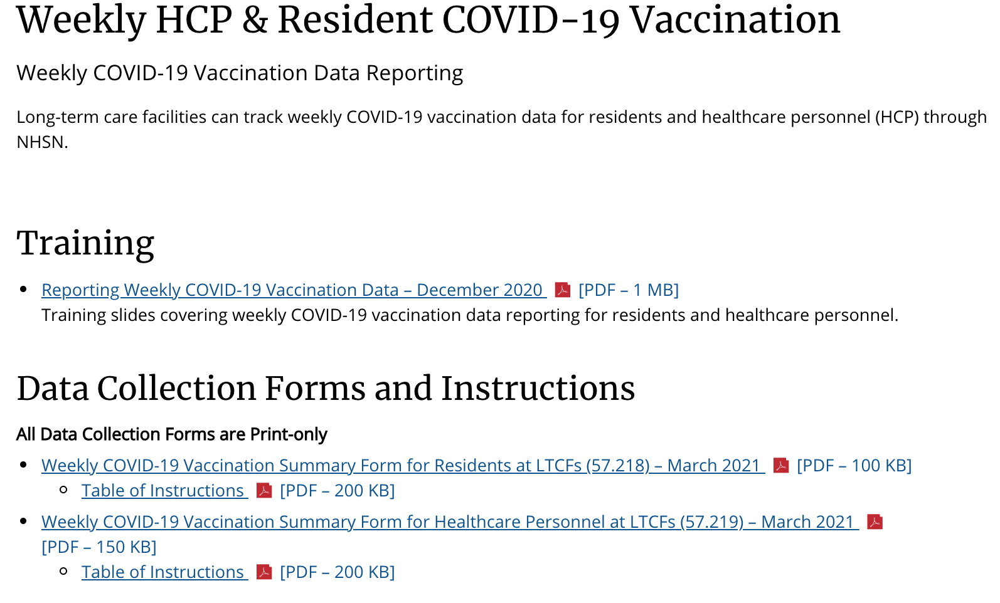 Weekly HCP & Resident COVID-19 Vaccination
Weekly COVID-19 Vaccination Data Reporting
Long-term care facilities can track weekly COVID-19 vaccination data for residents and healthcare personnel (HCP) through
NHSN.
Training
• Reporting Weekly COVID-19 Vaccination Data – December 2020 [PDF – 1 MB]
Training slides covering weekly COVID-19 vaccination data reporting for residents and healthcare personnel.
Data Collection Forms and Instructions
All Data Collection Forms are Print-only
• Weekly COVID-19 Vaccination Summary Form for Residents at LTCFs (57.218) – March 2021 [PDF – 100 KB]
○ Table of Instructions [PDF – 200 KB]
• Weekly COVID-19 Vaccination Summary Form for Healthcare Personnel at LTCFs (57.219) – March 2021
[PDF – 150 KB]
○ Table of Instructions [PDF – 200 KB]